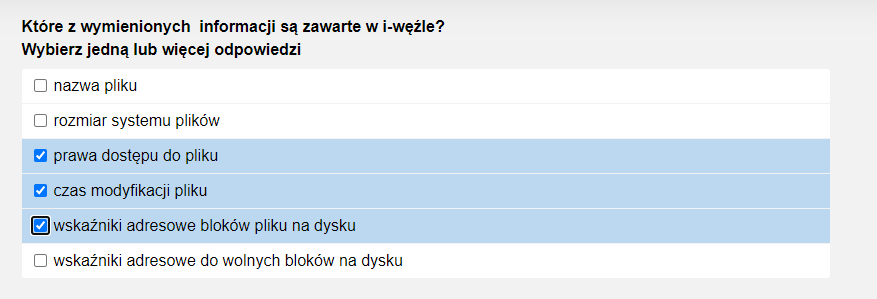 Które z wymienionych informacji są zawarte w i-węźle?
Wybierz jedną lub więcej odpowiedzi
nazwa pliku
rozmiar systemu plików
prawa dostępu do pliku
czas modyfikacji pliku
wskaźniki adresowe bloków pliku na dysku
wskaźniki adresowe do wolnych bloków na dysku